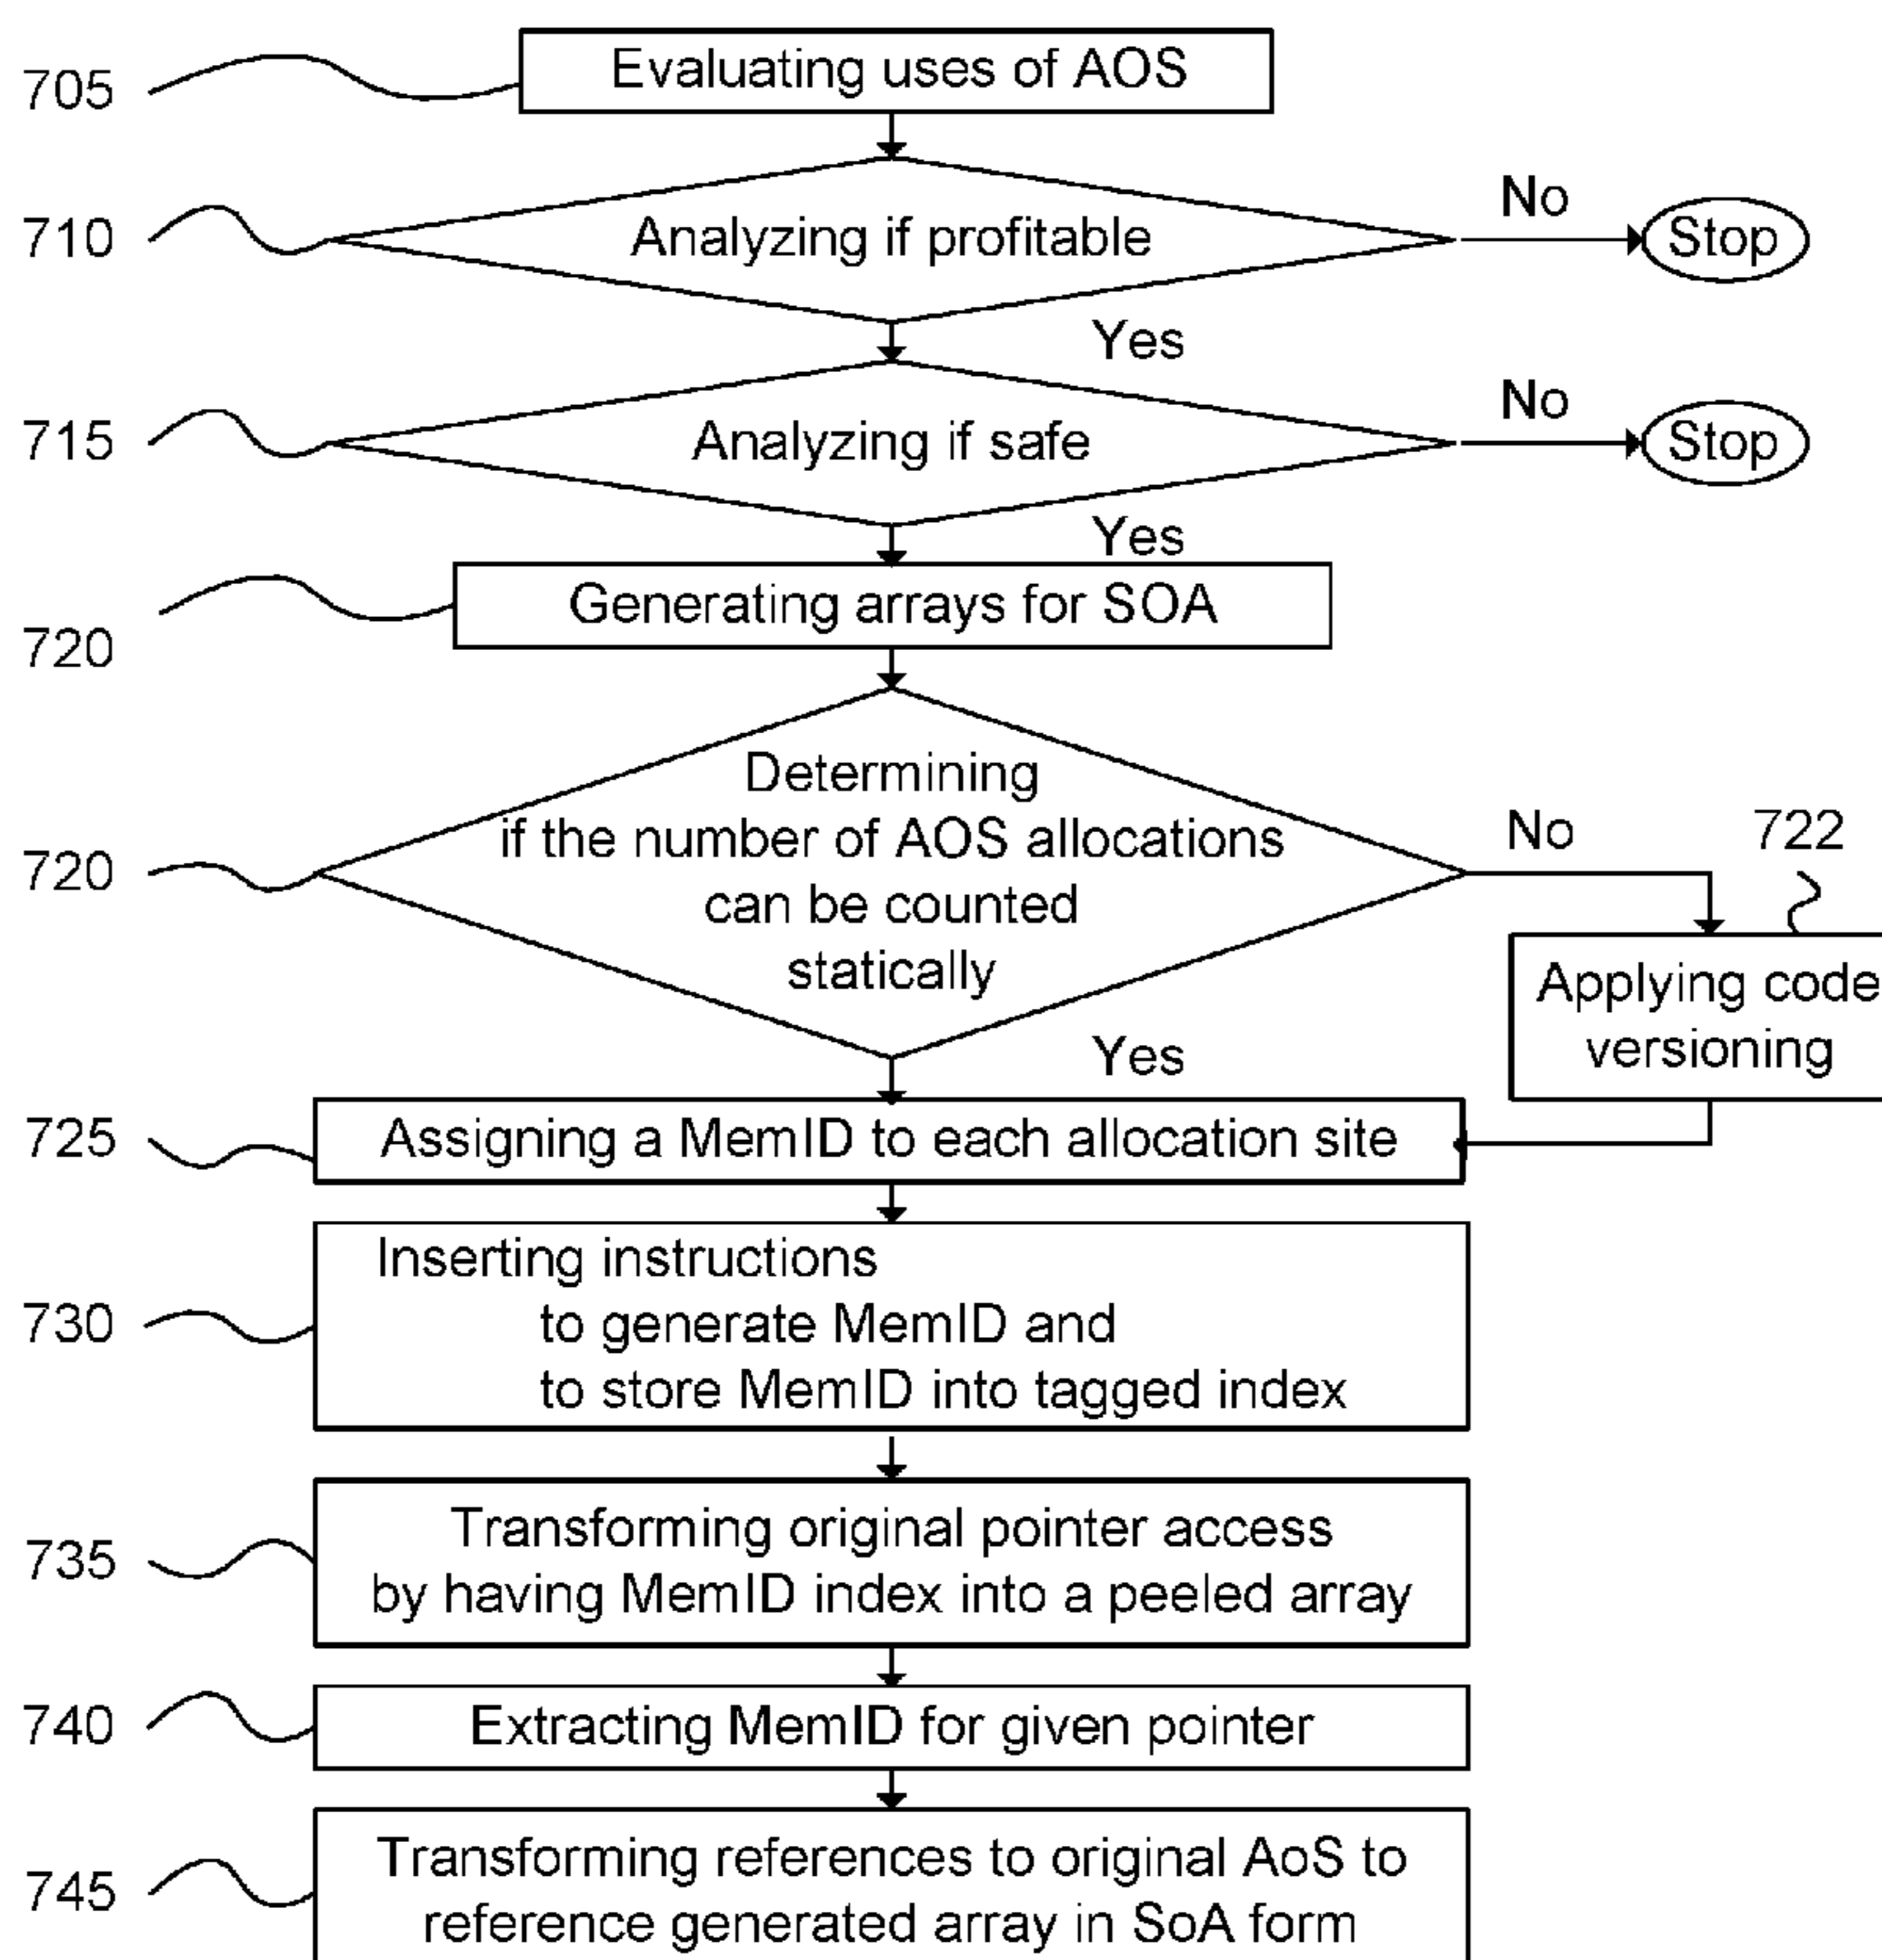 705
Evaluating uses of AOS
710
Analyzing if profitable
No
Stop
Yes
715
Analyzing if safe
No
Stop
Yes
720
Generating arrays for SOA
720
Determining
if the number of AOS allocations
can be counted
statically
No
722
Applying code
versioning
Yes
725
Assigning a MemID to each allocation site
730
Inserting instructions
to generate MemID and
to store MemID into tagged index
735
Transforming original pointer access
by having MemID index into a peeled array
740
Extracting MemID for given pointer
745
Transforming references to original AoS to
reference generated array in SoA form